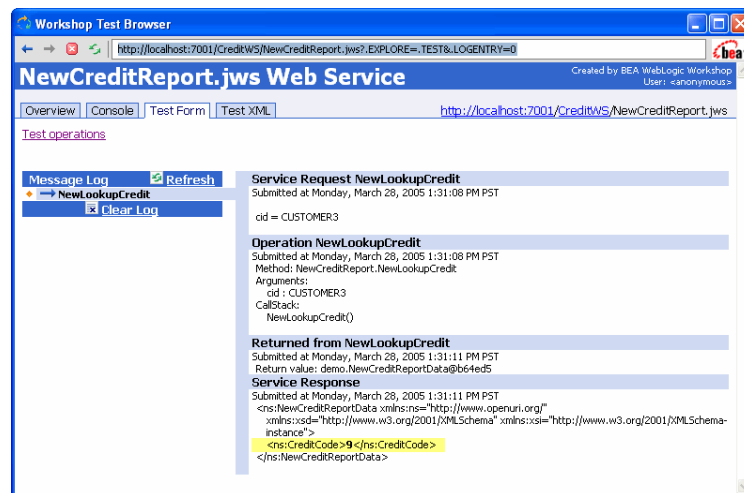 Workshop Test Browser
http://localhost:7001/CreditWS/NewCreditReport.jws?.EXPLORE=.TEST&.LOGENTRY=0
bea
NewCreditReport.jws Web Service
Created by BEA WebLogic Workshop
User: <anonymous>
Overview Console Test Form Test XML http://localhost:7001/CreditWS/NewCreditReport.jws
Test operations
Message Log Refresh
NewLookupCredit
Clear Log
Service Request NewLookupCredit
Submitted at Monday, March 28, 2005 1:31:08 PM PST
cid = CUSTOMER3
Operation NewLookupCredit
Submitted at Monday, March 28, 2005 1:31:08 PM PST
Method: NewCreditReport.NewLookupCredit
Arguments:
cid : CUSTOMER3
CallStack:
NewLookupCredit()
Returned from NewLookupCredit
Submitted at Monday, March 28, 2005 1:31:11 PM PST
Return value: demo.NewCreditReportData@b64ed5
Service Response
Submitted at Monday, March 28, 2005 1:31:11 PM PST
<ns:NewCreditReportData xmlns:ns="http://www.openuri.org/"
xmlns:xsd="http://www.w3.org/2001/XMLSchema" xmlns:xsi="http://www.w3.org/2001/XMLSchema-
instance">
<ns:CreditCode>9</ns:CreditCode>
</ns:NewCreditReportData>